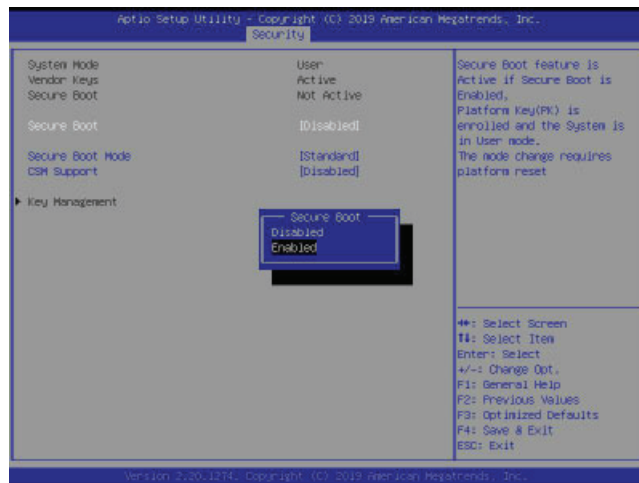 Aptio Setup Utility - Copyright (C) 2019 American Megatrends, Inc.
Security
System Mode User
Vendor Keys Active
Secure Boot Not Active
Secure Boot [Disabled]
Secure Boot Mode [Standard]
CSM Support [Disabled]
Key Management
Secure Boot
Disabled
Enabled
Secure Boot feature is
Active if Secure Boot is
Enabled,
Platform Key(PK) is
enrolled and the System is
in User mode.
The mode change requires
platform reset
: Select Screen
: Select Item
Enter: Select
+/-: Change Opt.
F1: General Help
F2: Previous Values
F3: Optimized Defaults
F4: Save & Exit
ESC: Exit
Version 2.20.1274. Copyright (C) 2019 American Megatrends, Inc.